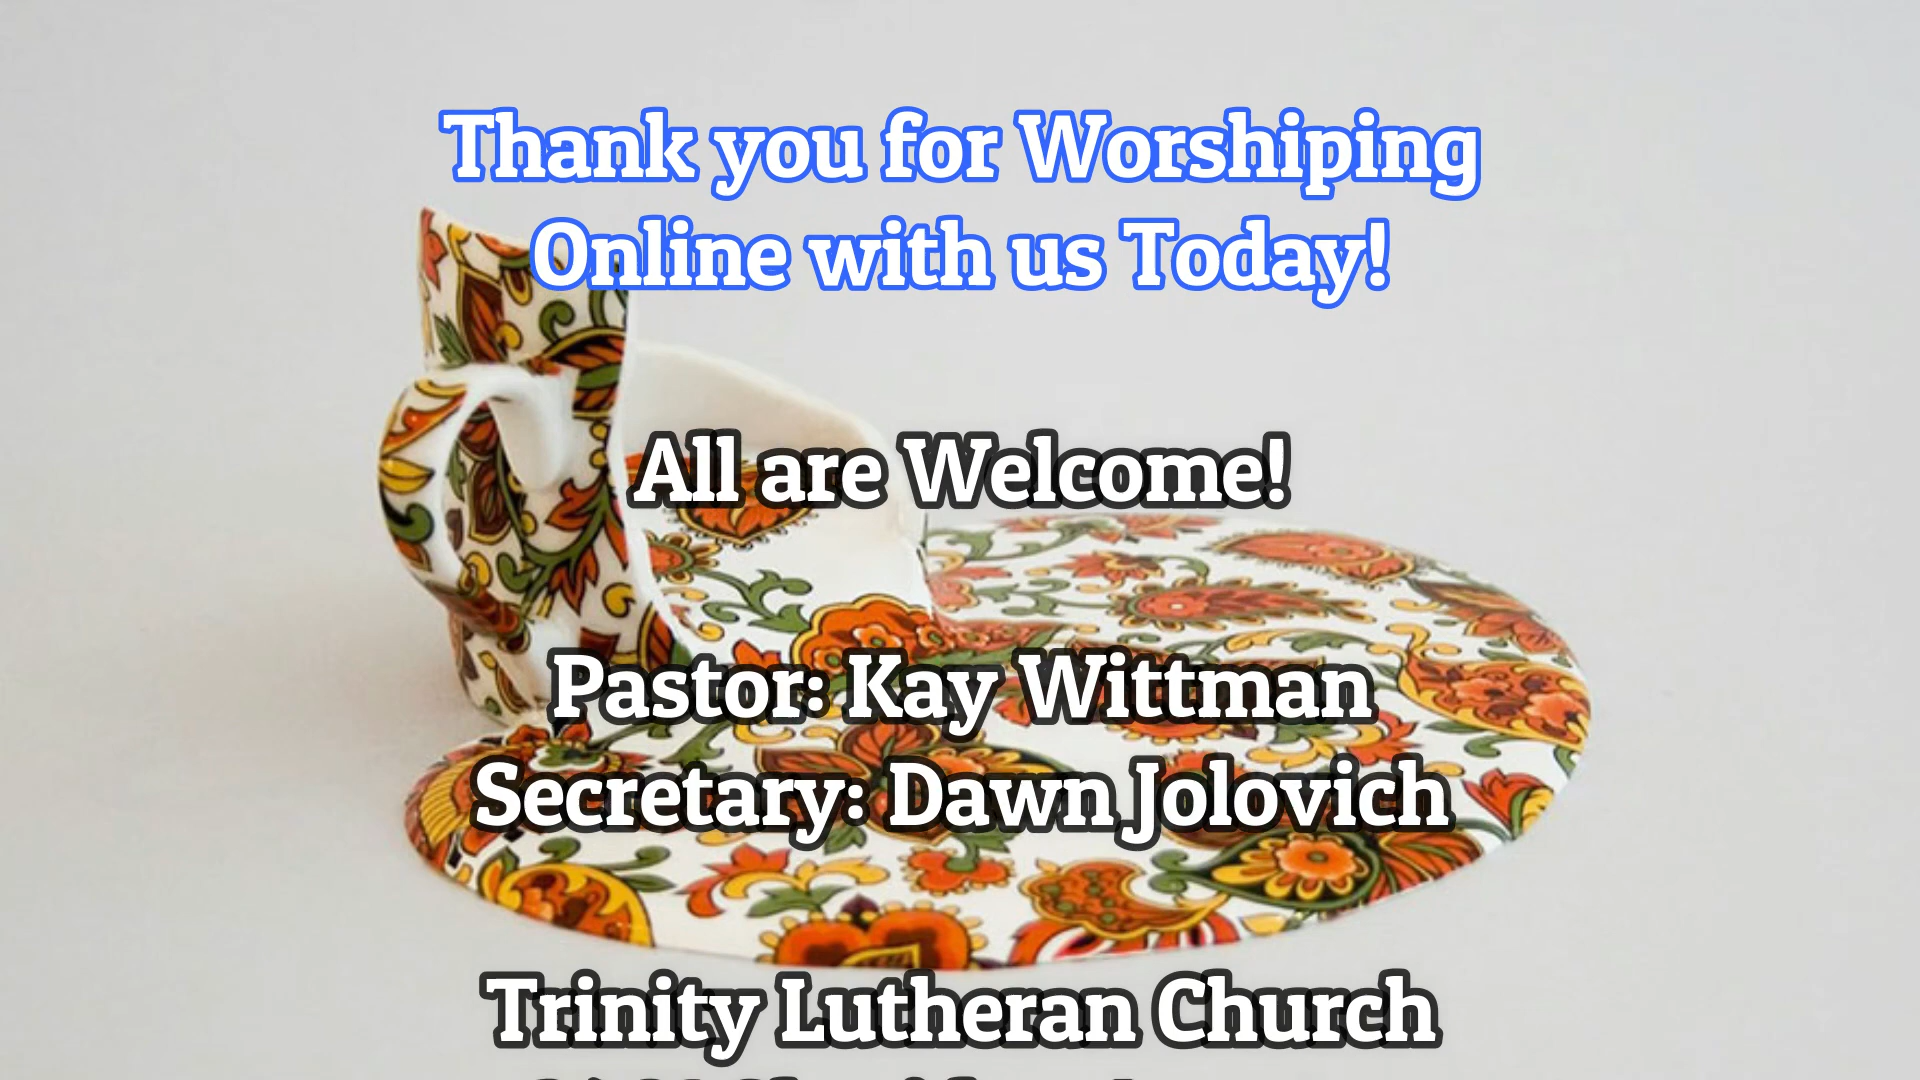 Thank you for Worshiping
Online with us Today!
All are Welcome!
Pastor: Kay Wittman
Secretary: Dawn Jolovich
Trinity Lutheran Church